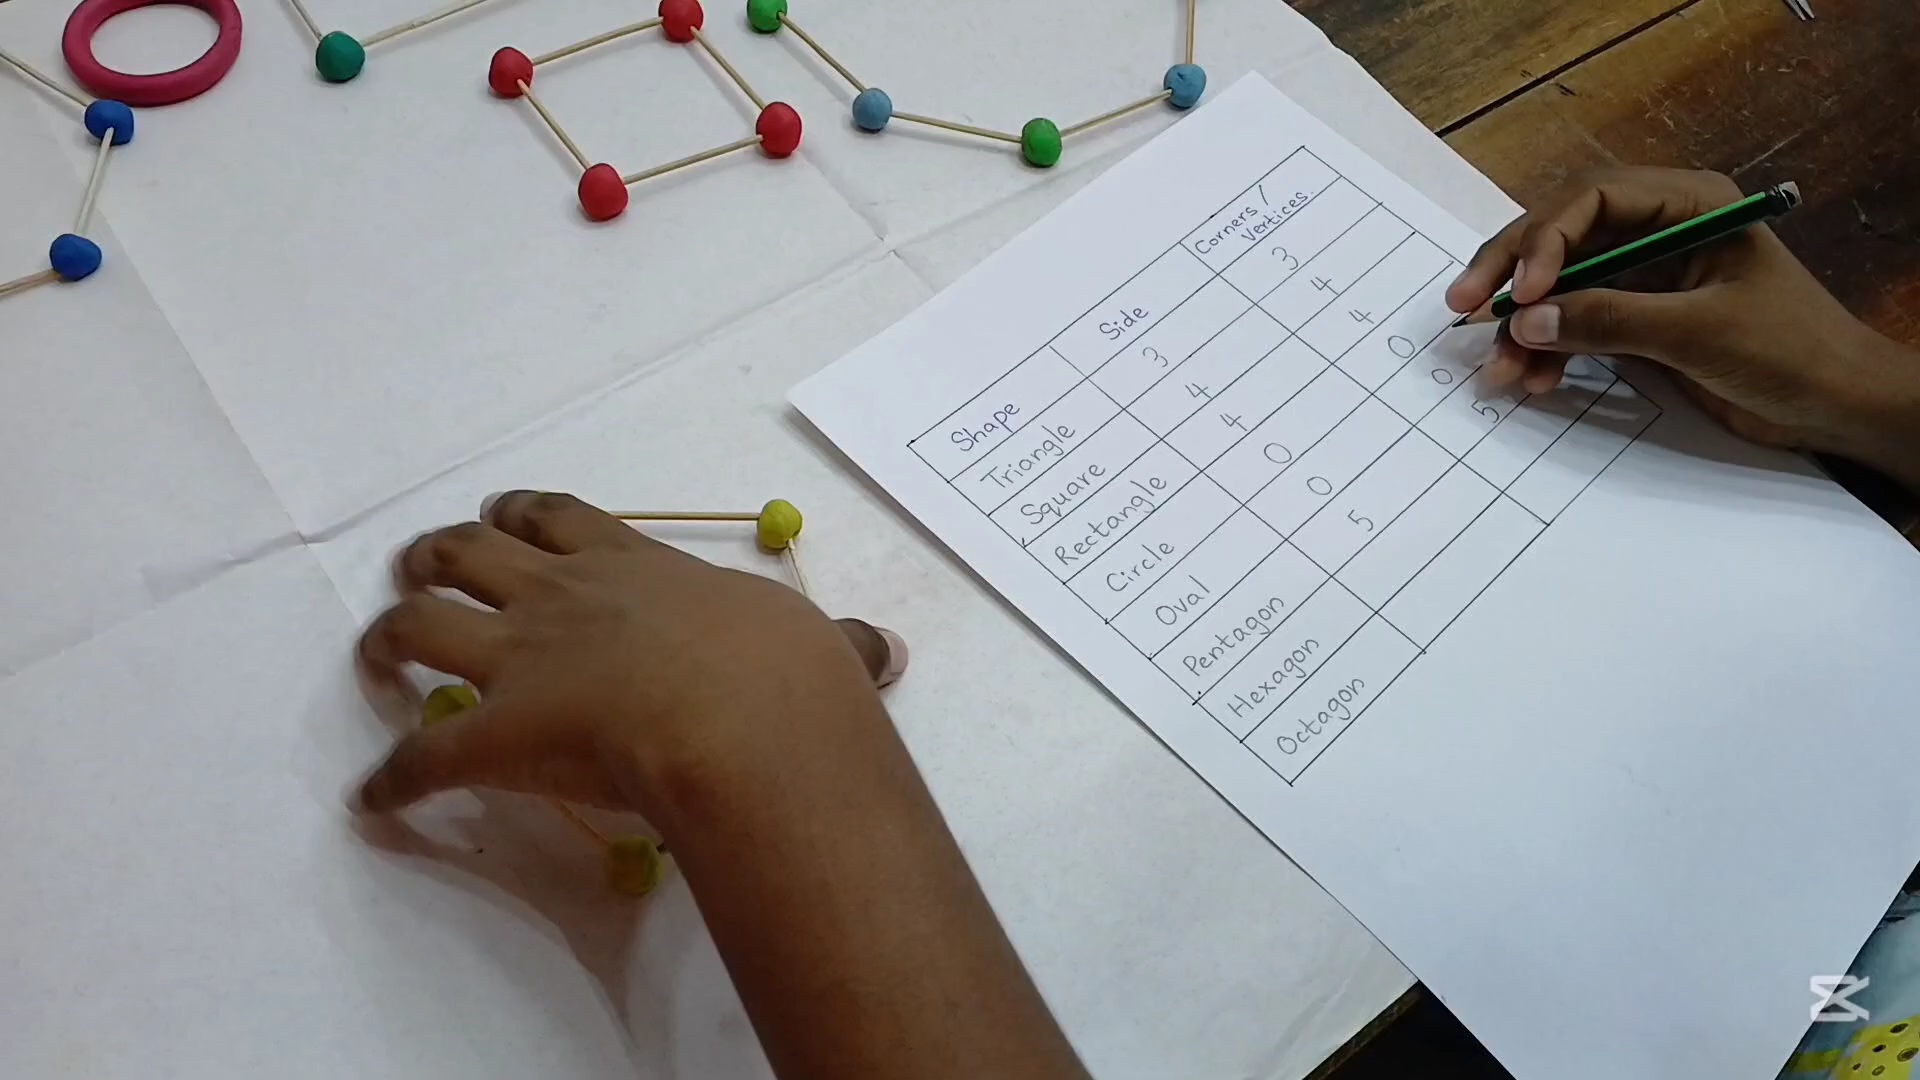 Shape Side Corners/
Vertices.
Triangle 3 3
Square 4 4
Rectangle 4 4
Circle 0 0
Oval 0 0
Pentagon 5 5
Hexagon
Octagon